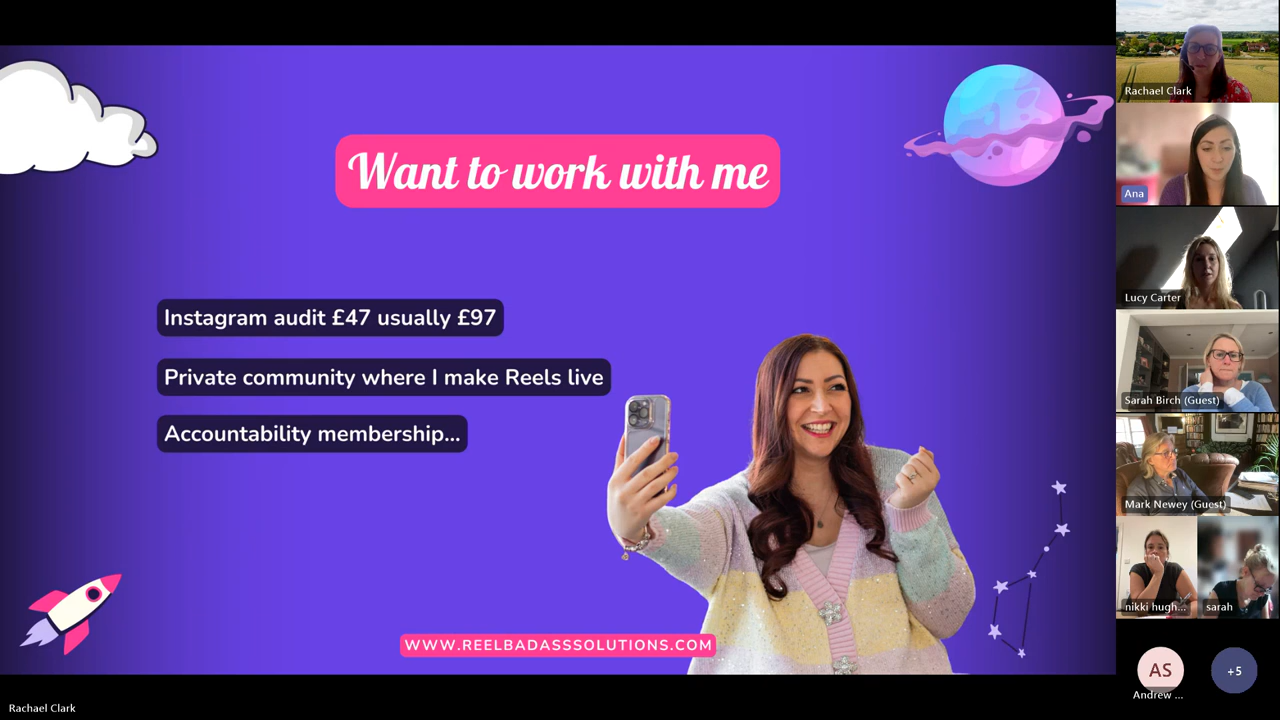 Want to work with me
Instagram audit £47 usually £97
Private community where I make Reels live
Accountability membership...
WWW.REELBADASSSOLUTIONS.COM
Rachael Clark
Rachael Clark
Ana
Lucy Carter
Sarah Birch (Guest)
Mark Newey (Guest)
nikki hugh...
sarah
AS
Andrew ...
+5